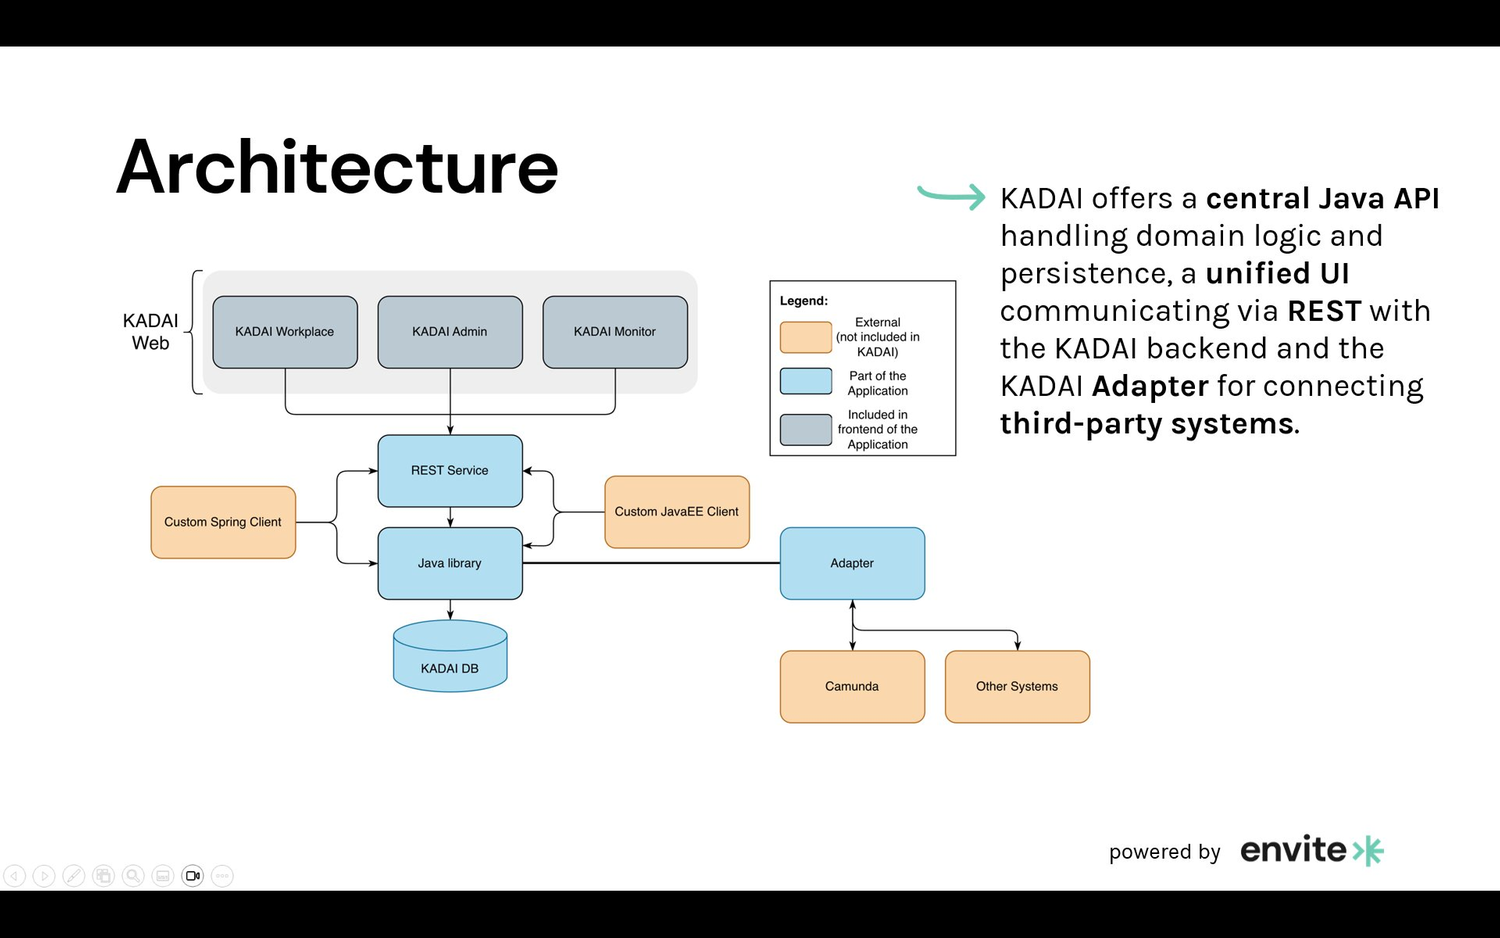 Architecture
KADAI offers a central Java API
handling domain logic and
persistence, a unified UI
communicating via REST with
the KADAI backend and the
KADAI Adapter for connecting
third-party systems.
KADAI
Web
KADAI Workplace
KADAI Admin
KADAI Monitor
Legend:
External
(not included in
KADAI)
Part of the
Application
Included in
frontend of the
Application
REST Service
Custom Spring Client
Custom JavaEE Client
Java library
Adapter
KADAI DB
Camunda
Other Systems
powered by envite